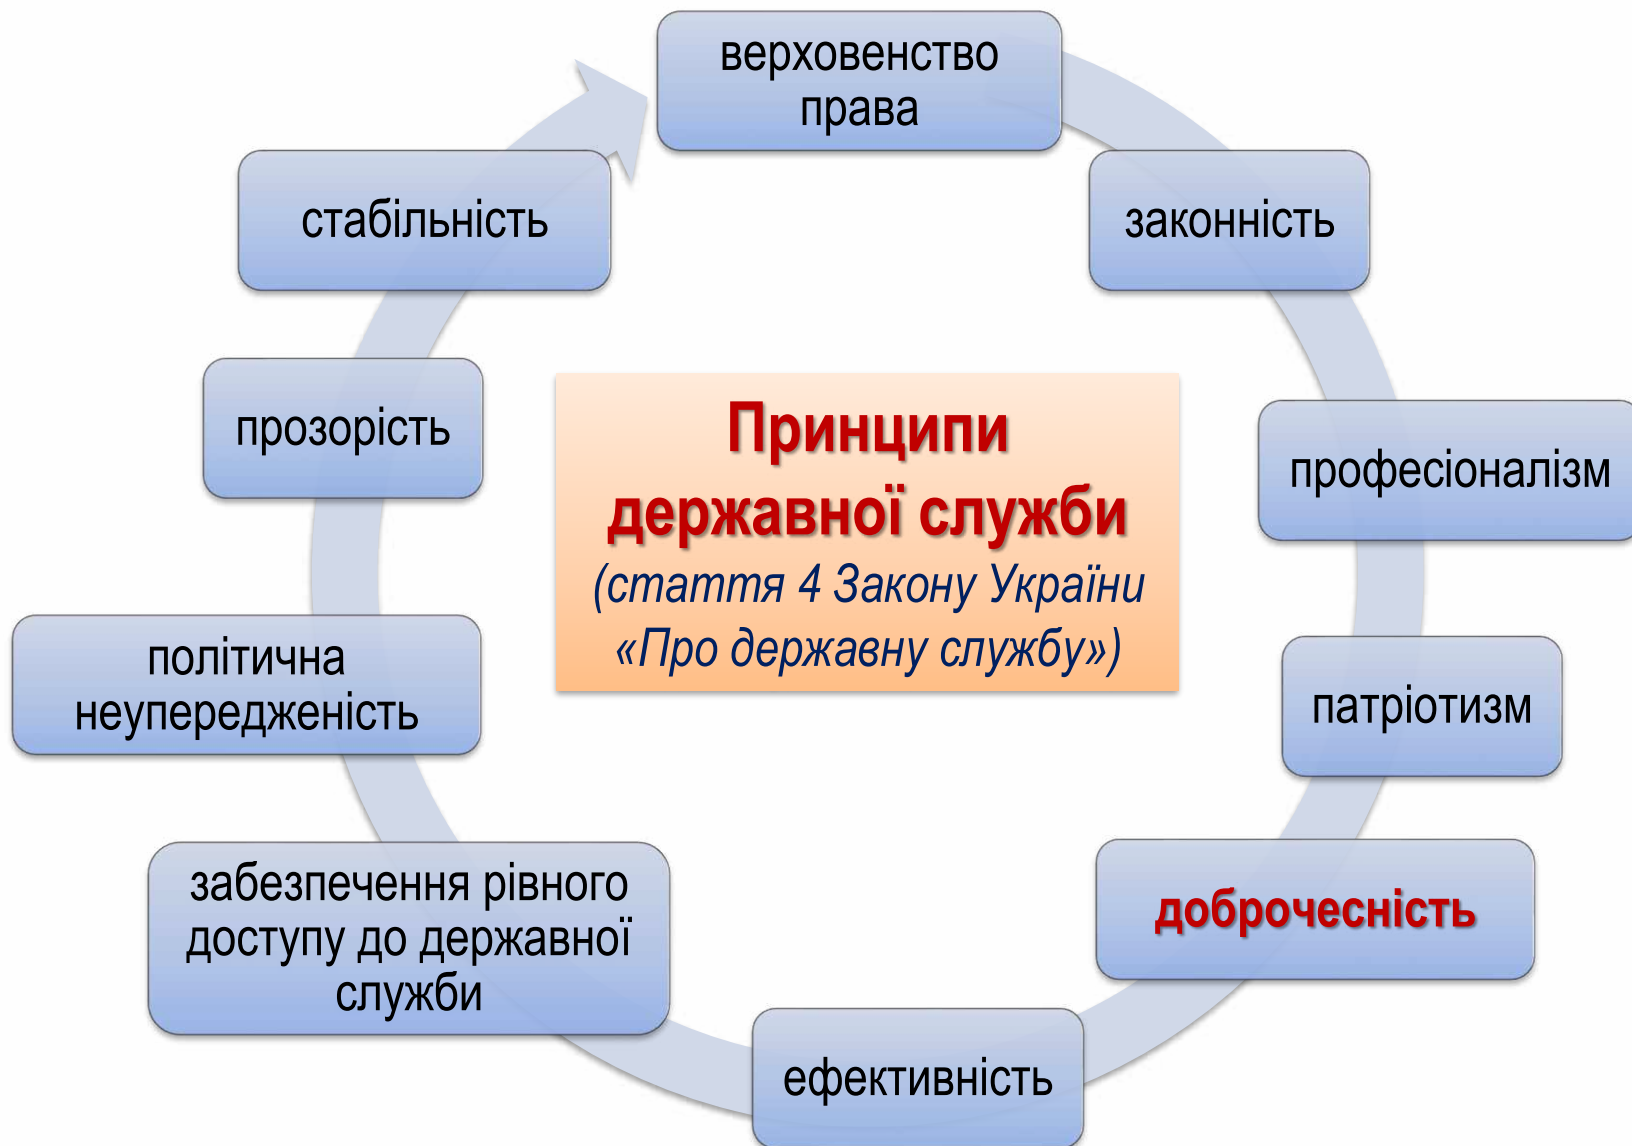 верховенство
права
законність
професіоналізм
патріотизм
доброчесність
ефективність
забезпечення рівного
доступу до державної
служби
політична
неупередженість
прозорість
стабільність
Принципи
державної служби
(стаття 4 Закону України
«Про державну службу»)